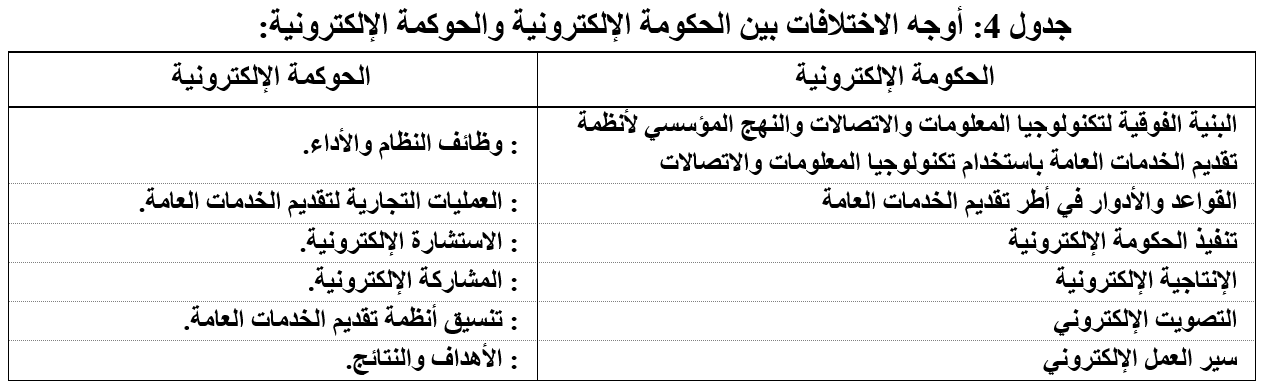 جدول 4: أوجه الاختلافات بين الحكومة الإلكترونية والحوكمة الإلكترونية:
الحكومة الإلكترونية
الحوكمة الإلكترونية
البنية الفوقية لتكنولوجيا المعلومات والاتصالات والنهج المؤسسي لأنظمة
تقديم الخدمات العامة باستخدام تكنولوجيا المعلومات والاتصالات
: وظائف النظام والأداء.
القواعد والأدوار في أطر تقديم الخدمات العامة
: العمليات التجارية لتقديم الخدمات العامة.
تنفيذ الحكومة الإلكترونية
: الاستشارة الإلكترونية.
الإنتاجية الإلكترونية
: المشاركة الإلكترونية.
التصويت الإلكتروني
: تنسيق أنظمة تقديم الخدمات العامة.
سير العمل الإلكتروني
: الأهداف والنتائج.